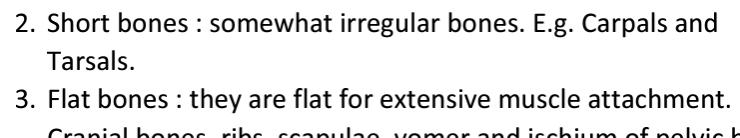 2. Short bones : somewhat irregular bones. E.g. Carpals and
Tarsals.
3. Flat bones : they are flat for extensive muscle attachment.
Cranial bones, ribs, scapulae, vomer and ischium of pelvic